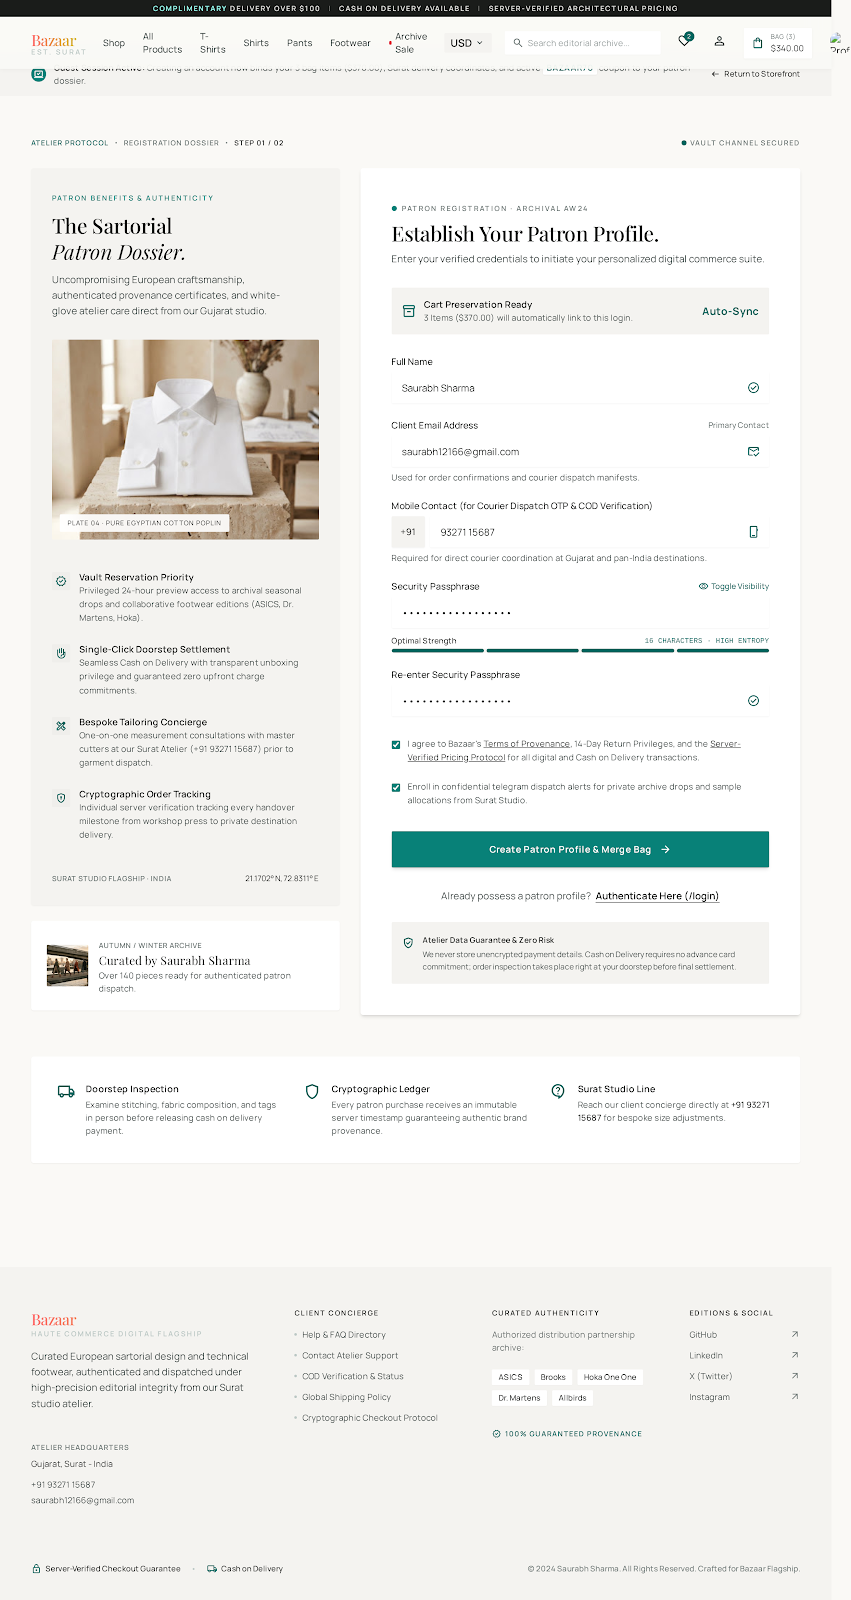 COMPLIMENTARY DELIVERY OVER $100 | CASH ON DELIVERY AVAILABLE | SERVER-VERIFIED ARCHITECTURAL PRICING
Bazaar
EST. SURAT
Shop
All Products
T-Shirts
Shirts
Pants
Footwear
Archive Sale
USD
Search editorial archive...
2
BAG (3)
$340.00
Guest Session Active: Creating an account now binds your 3 bag items ($370.00), Surat delivery coordinates, and active BAZAAR70 coupon to your patron
dossier.
← Return to Storefront
ATELIER PROTOCOL • REGISTRATION DOSSIER • STEP 01 / 02
VAULT CHANNEL SECURED
PATRON BENEFITS & AUTHENTICITY
The Sartorial
Patron Dossier.
Uncompromising European craftsmanship,
authenticated provenance certificates, and white-
glove atelier care direct from our Gujarat studio.
PLATE 04 · PURE EGYPTIAN COTTON POPLIN
Vault Reservation Priority
Privileged 24-hour preview access to archival seasonal
drops and collaborative footwear editions (ASICS, Dr.
Martens, Hoka).
Single-Click Doorstep Settlement
Seamless Cash on Delivery with transparent unboxing
privilege and guaranteed zero upfront charge
commitments.
Bespoke Tailoring Concierge
One-on-one measurement consultations with master
cutters at our Surat Atelier (+91 93271 15687) prior to
garment dispatch.
Cryptographic Order Tracking
Individual server verification tracking every handover
milestone from workshop press to private destination
delivery.
SURAT STUDIO FLAGSHIP · INDIA
21.1702° N, 72.8311° E
AUTUMN / WINTER ARCHIVE
Curated by Saurabh Sharma
Over 140 pieces ready for authenticated patron
dispatch.
PATRON REGISTRATION · ARCHIVAL AW24
Establish Your Patron Profile.
Enter your verified credentials to initiate your personalized digital commerce suite.
Cart Preservation Ready
3 Items ($370.00) will automatically link to this login.
Auto-Sync
Full Name
Saurabh Sharma
Client Email Address
Primary Contact
saurabh12166@gmail.com
Used for order confirmations and courier dispatch manifests.
Mobile Contact (for Courier Dispatch OTP & COD Verification)
+91
93271 15687
Required for direct courier coordination at Gujarat and pan-India destinations.
Security Passphrase
Toggle Visibility
•••••••••••••••••
Optimal Strength
16 CHARACTERS · HIGH ENTROPY
Re-enter Security Passphrase
•••••••••••••••••
I agree to Bazaar's Terms of Provenance, 14-Day Return Privileges, and the Server-
Verified Pricing Protocol for all digital and Cash on Delivery transactions.
Enroll in confidential telegram dispatch alerts for private archive drops and sample
allocations from Surat Studio.
Create Patron Profile & Merge Bag →
Already possess a patron profile? Authenticate Here (/login)
Atelier Data Guarantee & Zero Risk
We never store unencrypted payment details. Cash on Delivery requires no advance card
commitment; order inspection takes place right at your doorstep before final settlement.
Doorstep Inspection
Examine stitching, fabric composition, and tags
in person before releasing cash on delivery
payment.
Cryptographic Ledger
Every patron purchase receives an immutable
server timestamp guaranteeing authentic brand
provenance.
Surat Studio Line
Reach our client concierge directly at +91 93271
15687 for bespoke size adjustments.
Bazaar
HAUTE COMMERCE DIGITAL FLAGSHIP
Curated European sartorial design and technical
footwear, authenticated and dispatched under
high-precision editorial integrity from our Surat
studio atelier.
ATELIER HEADQUARTERS
Gujarat, Surat - India
+91 93271 15687
saurabh12166@gmail.com
CLIENT CONCIERGE
Help & FAQ Directory
Contact Atelier Support
COD Verification & Status
Global Shipping Policy
Cryptographic Checkout Protocol
CURATED AUTHENTICITY
Authorized distribution partnership
archive:
ASICS
Brooks
Hoka One One
Dr. Martens
Allbirds
100% GUARANTEED PROVENANCE
EDITIONS & SOCIAL
GitHub
LinkedIn
X (Twitter)
Instagram
Server-Verified Checkout Guarantee
Cash on Delivery
© 2024 Saurabh Sharma. All Rights Reserved. Crafted for Bazaar Flagship.